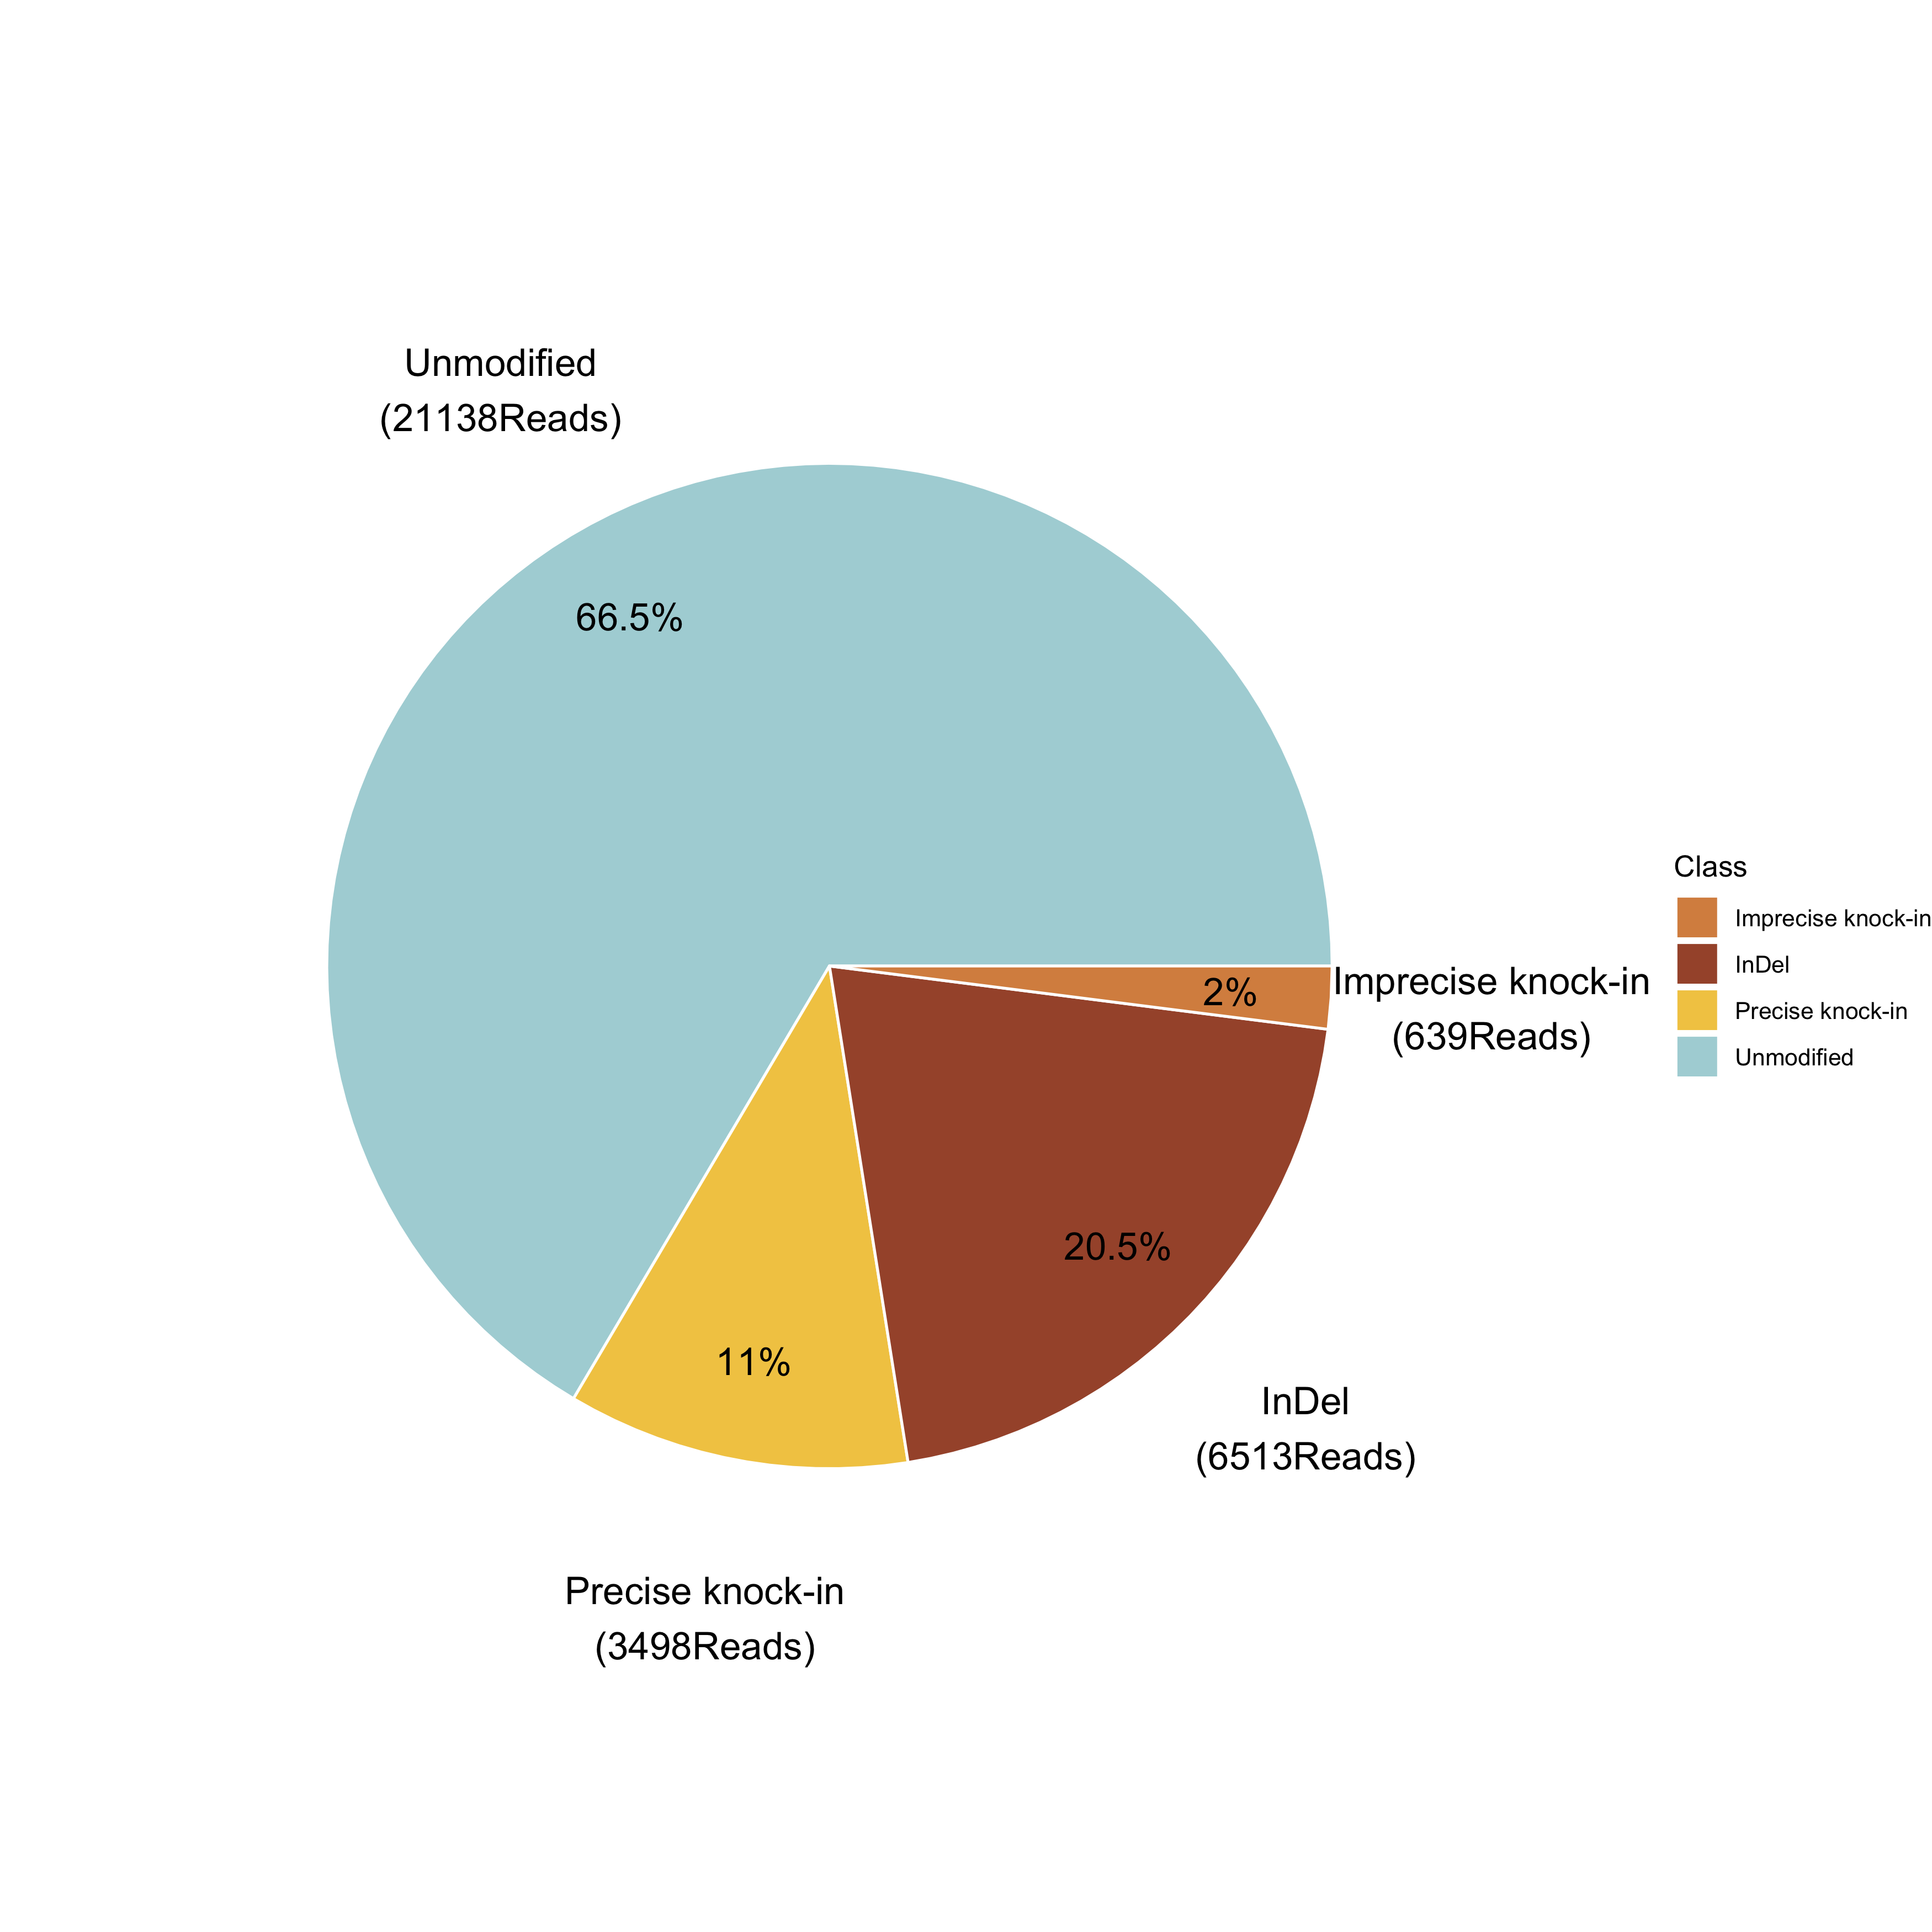 Unmodified
(21138Reads)
66.5%
2%
Imprecise knock-in
(639Reads)
20.5%
11%
InDel
(6513Reads)
Precise knock-in
(3498Reads)
Class
Imprecise knock-in
InDel
Precise knock-in
Unmodified